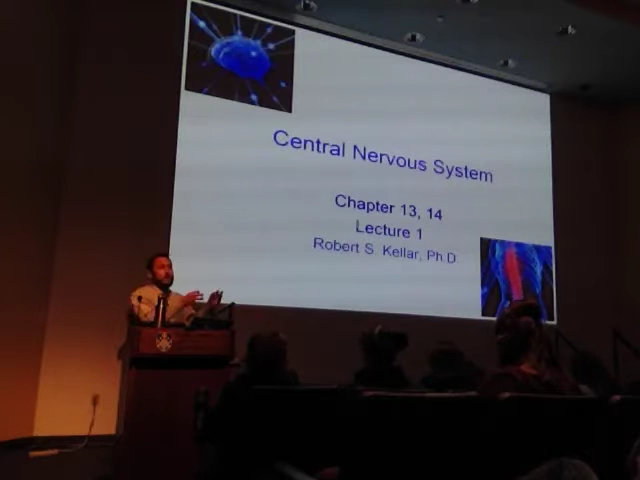 Central Nervous System
Chapter 13, 14
Lecture 1
Robert S. Kellar, Ph.D.